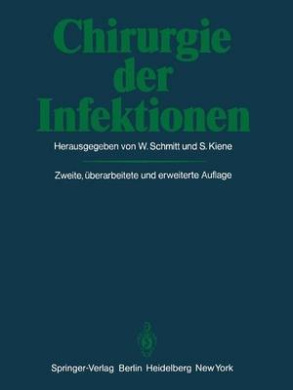 Chirurgie
der
Infektionen
Herausgegeben von W. Schmitt und S. Kiene
Zweite, überarbeitete und erweiterte Auflage
Springer-Verlag Berlin Heidelberg New York